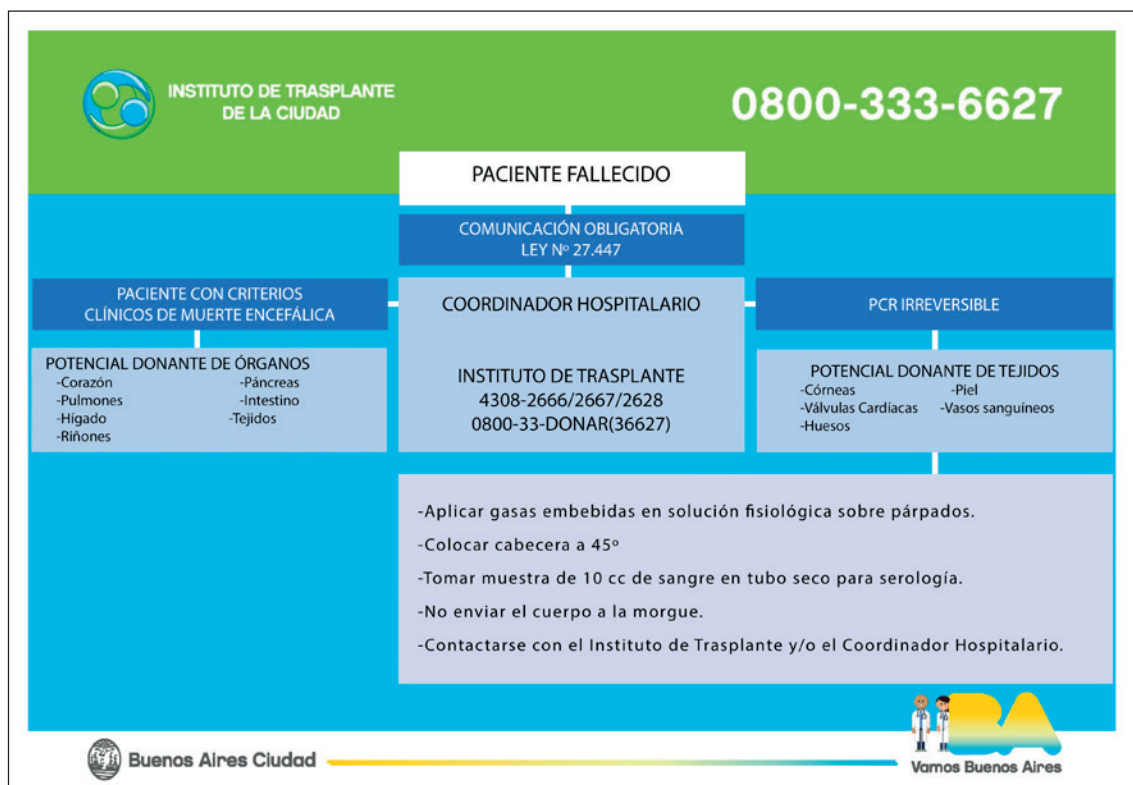 INSTITUTO DE TRASPLANTE
DE LA CIUDAD
0800-333-6627
PACIENTE FALLECIDO
COMUNICACIÓN OBLIGATORIA
LEY Nº 27.447
PACIENTE CON CRITERIOS
CLÍNICOS DE MUERTE ENCEFÁLICA
COORDINADOR HOSPITALARIO
PCR IRREVERSIBLE
POTENCIAL DONANTE DE ÓRGANOS
-Corazón
-Pulmones
-Hígado
-Riñones
-Páncreas
-Intestino
-Tejidos
INSTITUTO DE TRASPLANTE
4308-2666/2667/2628
0800-33-DONAR(36627)
POTENCIAL DONANTE DE TEJIDOS
-Córneas
-Válvulas Cardíacas
-Huesos
-Piel
-Vasos sanguíneos
-Aplicar gasas embebidas en solución fisiológica sobre párpados.
-Colocar cabecera a 45º
-Tomar muestra de 10 cc de sangre en tubo seco para serología.
-No enviar el cuerpo a la morgue.
-Contactarse con el Instituto de Trasplante y/o el Coordinador Hospitalario.
Buenos Aires Ciudad
BA
Vamos Buenos Aires